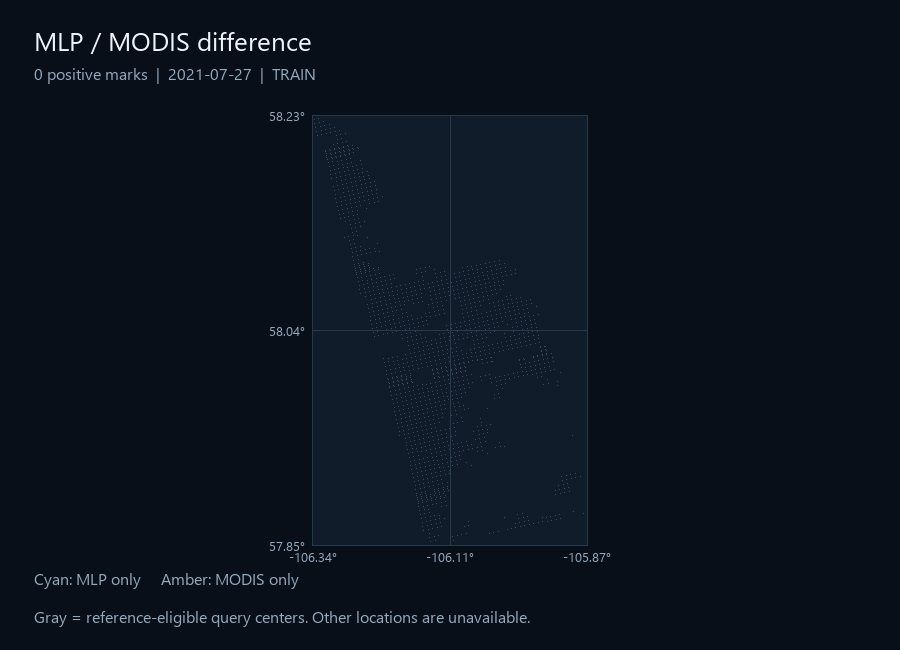 MLP / MODIS difference
0 positive marks | 2021-07-27 | TRAIN
58.23°
58.04°
57.85°
-106.34° -106.11° -105.87°
Cyan: MLP only Amber: MODIS only
Gray = reference-eligible query centers. Other locations are unavailable.